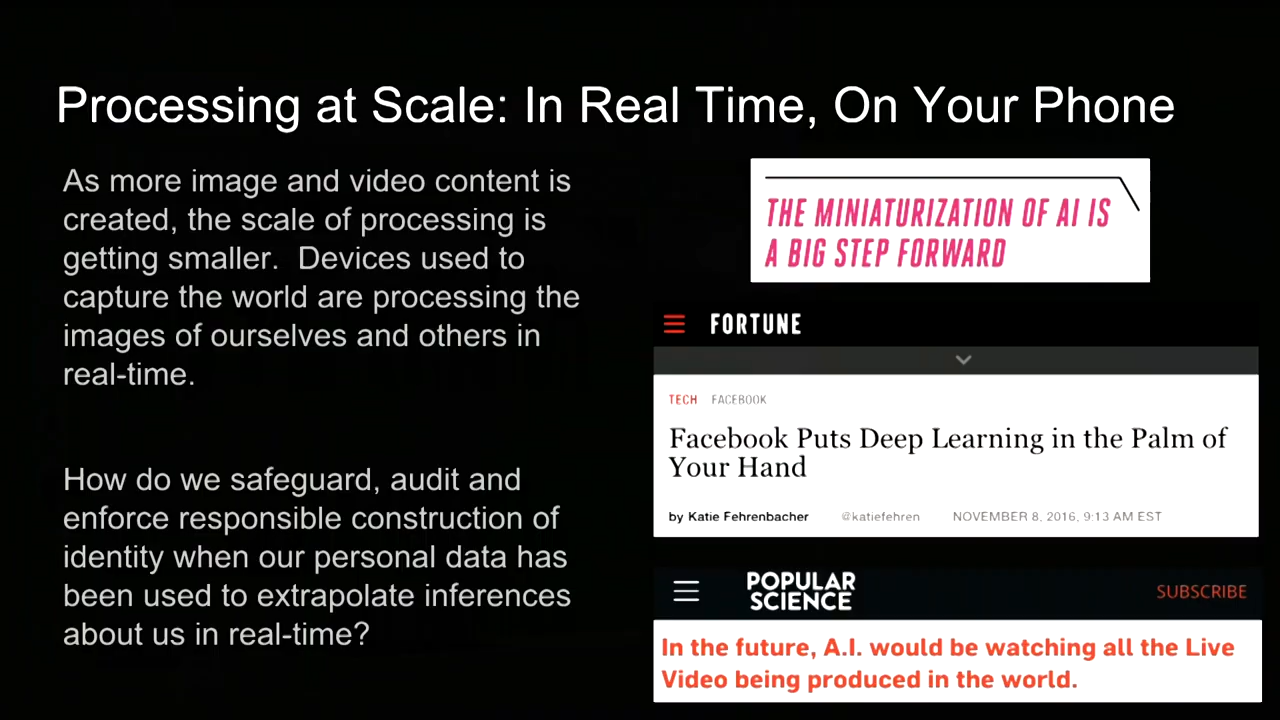 Processing at Scale: In Real Time, On Your Phone
As more image and video content is
created, the scale of processing is
getting smaller.  Devices used to
capture the world are processing the
images of ourselves and others in
real-time.
How do we safeguard, audit and
enforce responsible construction of
identity when our personal data has
been used to extrapolate inferences
about us in real-time?
THE MINIATURIZATION OF AI IS
A BIG STEP FORWARD
FORTUNE
TECH FACEBOOK
Facebook Puts Deep Learning in the Palm of
Your Hand
by Katie Fehrenbacher @katiefehren NOVEMBER 8, 2016, 9:13 AM EST
POPULAR
SCIENCE
SUBSCRIBE
In the future, A.I. would be watching all the Live
Video being produced in the world.